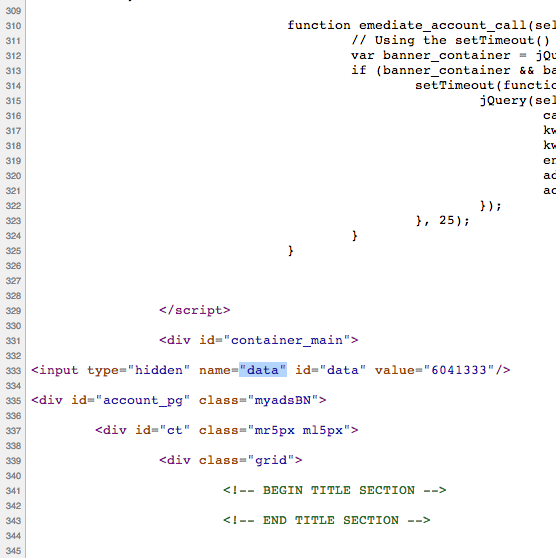 309
310 function emediate_account_call(sel
311 // Using the setTimeout()
312 var banner_container = jQu
313 if (banner_container && ba
314 setTimeout(functio
315 jQuery(sel
316 ca
317 kw
318 kw
319 en
320 ad
321 ac
322 });
323 }, 25);
324 }
325 }
326
327
328
329 </script>
330
331 <div id="container_main">
332
333 <input type="hidden" name="data" id="data" value="6041333"/>
334
335 <div id="account_pg" class="myadsBN">
336
337 <div id="ct" class="mr5px ml5px">
338
339 <div class="grid">
340
341 <!-- BEGIN TITLE SECTION -->
342
343 <!-- END TITLE SECTION -->
344
345